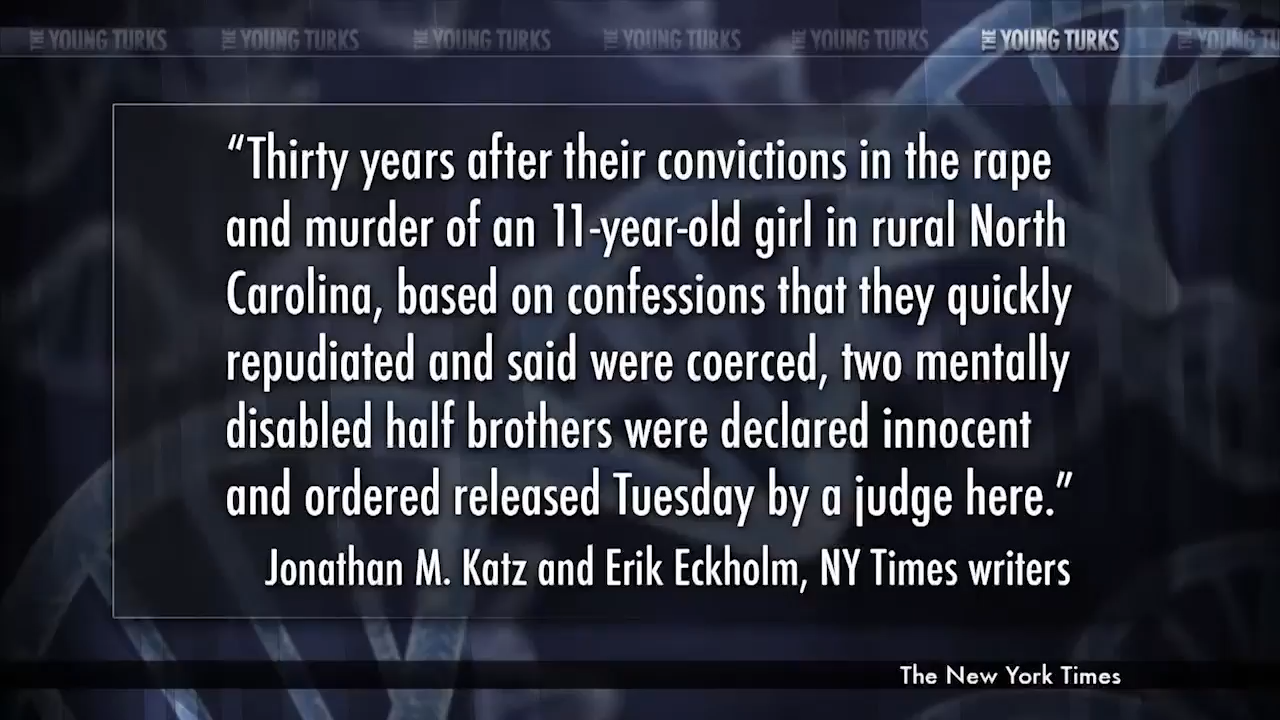 THE YOUNG TURKS THE YOUNG TURKS THE YOUNG TURKS THE YOUNG TURKS THE YOUNG TURKS THE YOUNG TURKS THE YOUNG TURKS
“Thirty years after their convictions in the rape
and murder of an 11-year-old girl in rural North
Carolina, based on confessions that they quickly
repudiated and said were coerced, two mentally
disabled half brothers were declared innocent
and ordered released Tuesday by a judge here.”
Jonathan M. Katz and Erik Eckholm, NY Times writers
The New York Times